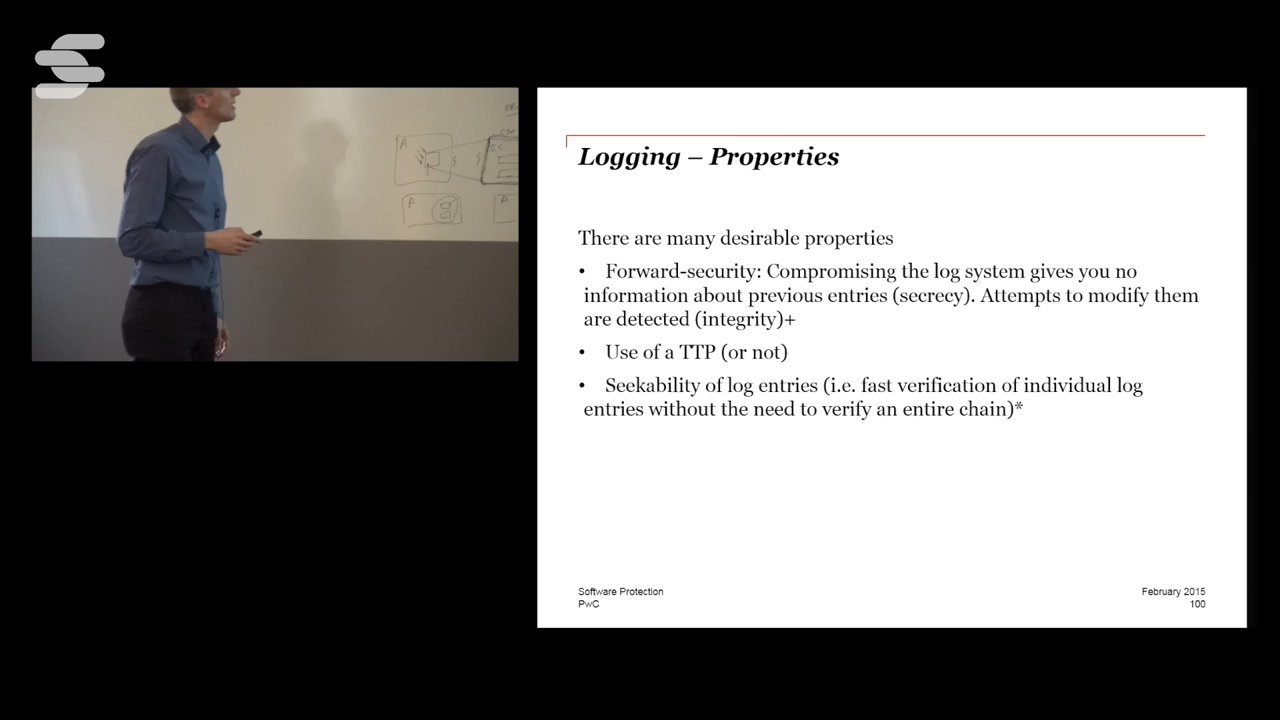 A
A
A
Logging – Properties
There are many desirable properties
• Forward-security: Compromising the log system gives you no
information about previous entries (secrecy). Attempts to modify them
are detected (integrity)+
• Use of a TTP (or not)
• Seekability of log entries (i.e. fast verification of individual log
entries without the need to verify an entire chain)*
Software Protection
PwC
February 2015
100